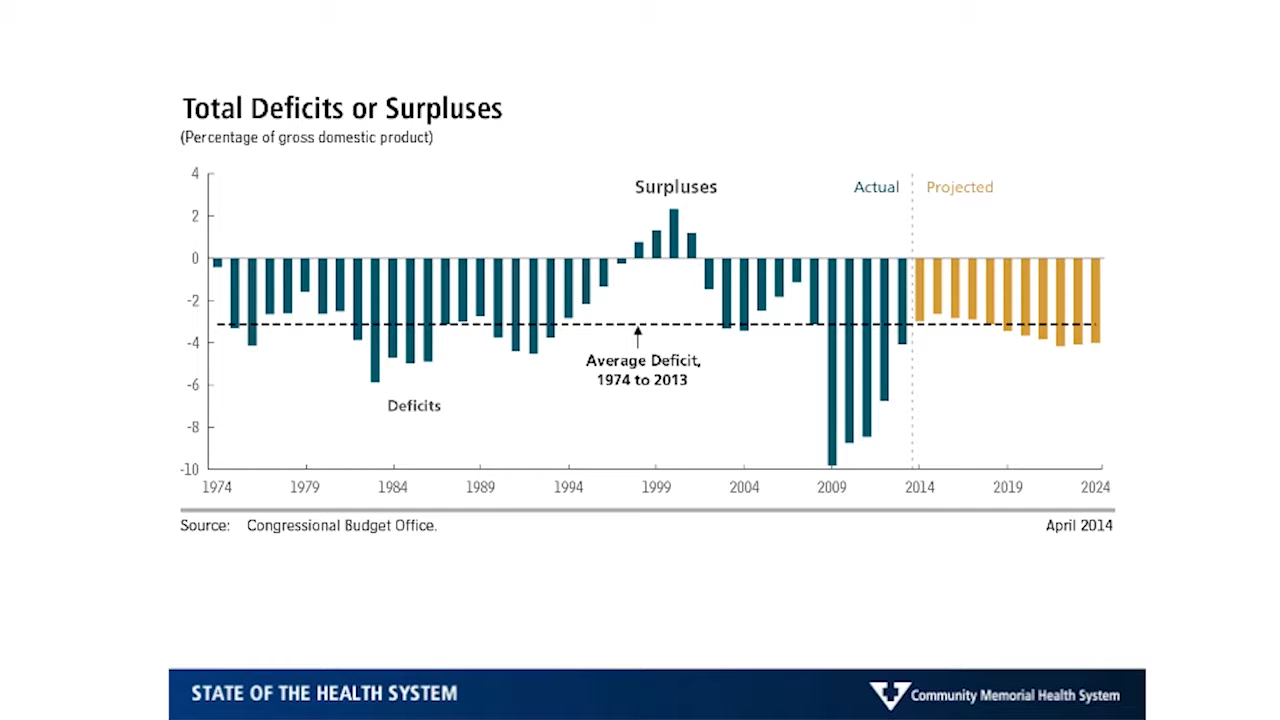 Total Deficits or Surpluses
(Percentage of gross domestic product)
4
Surpluses
Actual
Projected
2
0
-2
-4
Average Deficit,
1974 to 2013
-6
Deficits
-8
-10
1974 1979 1984 1989 1994 1999 2004 2009 2014 2019 2024
Source: Congressional Budget Office.
April 2014
STATE OF THE HEALTH SYSTEM
Community Memorial Health System